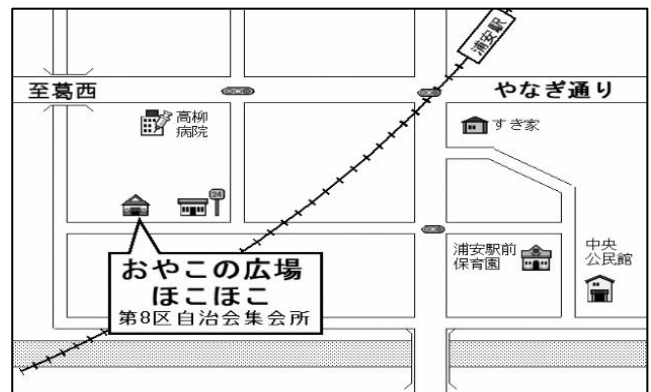 浦安駅
至葛西
やなぎ通り
高柳
病院
すき家
24
おやこの広場
ほこほこ
第8区自治会集会所
浦安駅前
保育園
中央
公民館